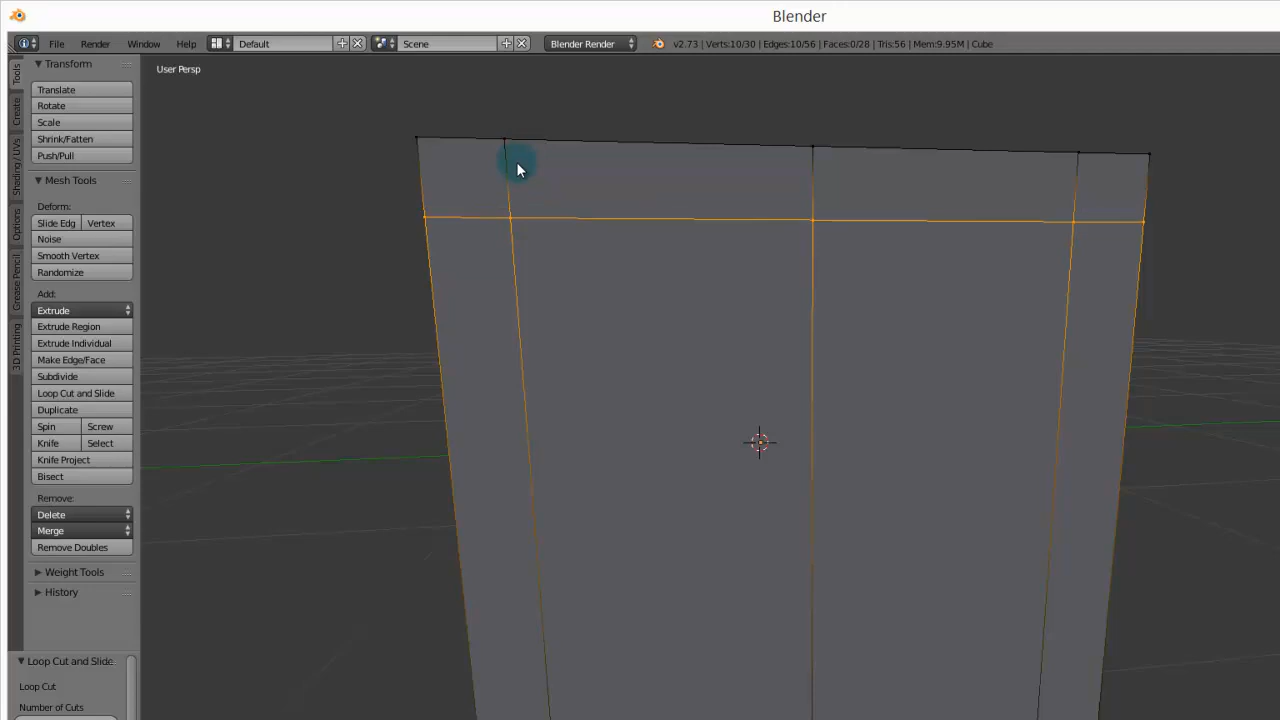 Blender
File Render Window Help Default Scene Blender Render v2.73 | Verts:10/30 | Edges:10/56 | Faces:0/28 | Tris:56 | Mem:9.95M | Cube
Transform
User Persp
Tools
Create
Shading / UVs
Options
Grease Pencil
3D Printing
Translate
Rotate
Scale
Shrink/Fatten
Push/Pull
Mesh Tools
Deform:
Slide Edg Vertex
Noise
Smooth Vertex
Randomize
Add:
Extrude
Extrude Region
Extrude Individual
Make Edge/Face
Subdivide
Loop Cut and Slide
Duplicate
Spin Screw
Knife Select
Knife Project
Bisect
Remove:
Delete
Merge
Remove Doubles
Weight Tools
History
Loop Cut and Slide
Loop Cut
Number of Cuts